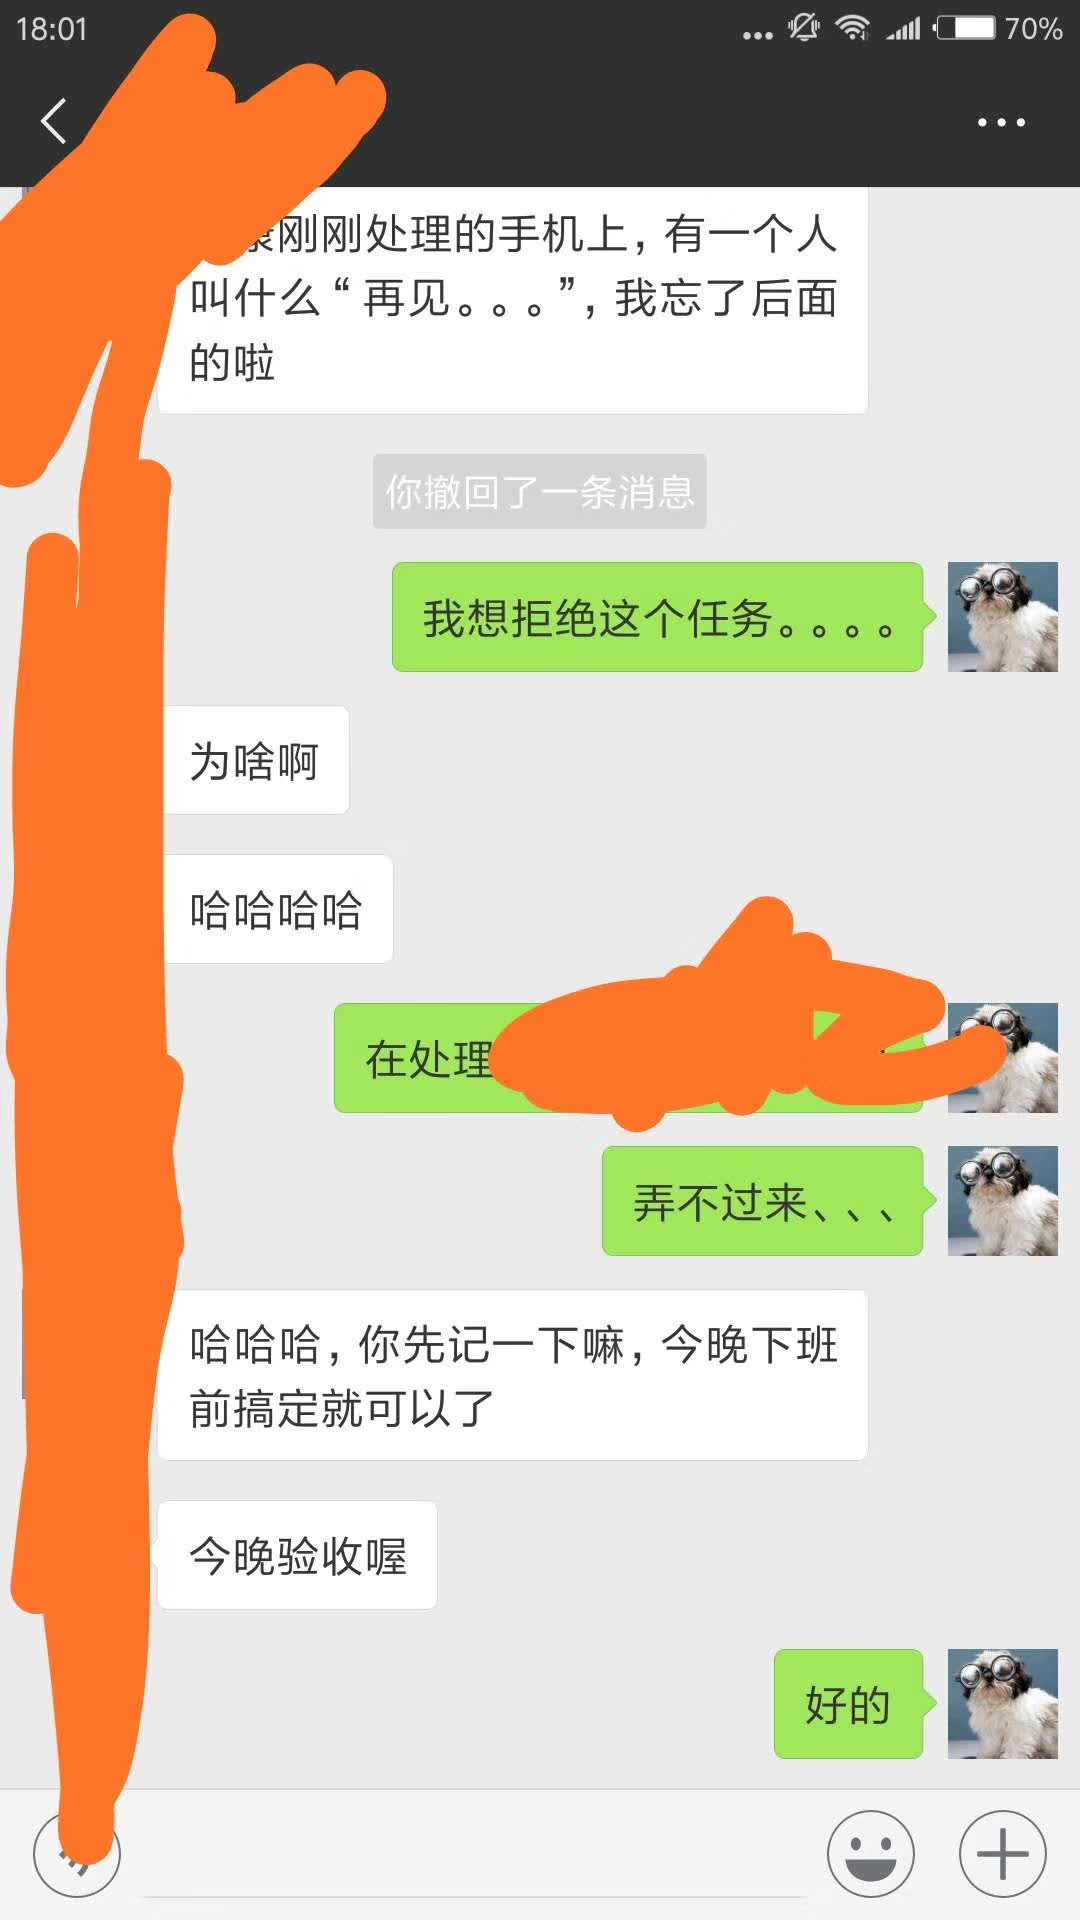 18:01
70%
刚刚处理的手机上，有一个人
叫什么“再见。。。”，我忘了后面
的啦
你撤回了一条消息
我想拒绝这个任务。。。。
为啥啊
哈哈哈哈
在处理
弄不过来、、、
哈哈哈，你先记一下嘛，今晚下班
前搞定就可以了
今晚验收喔
好的